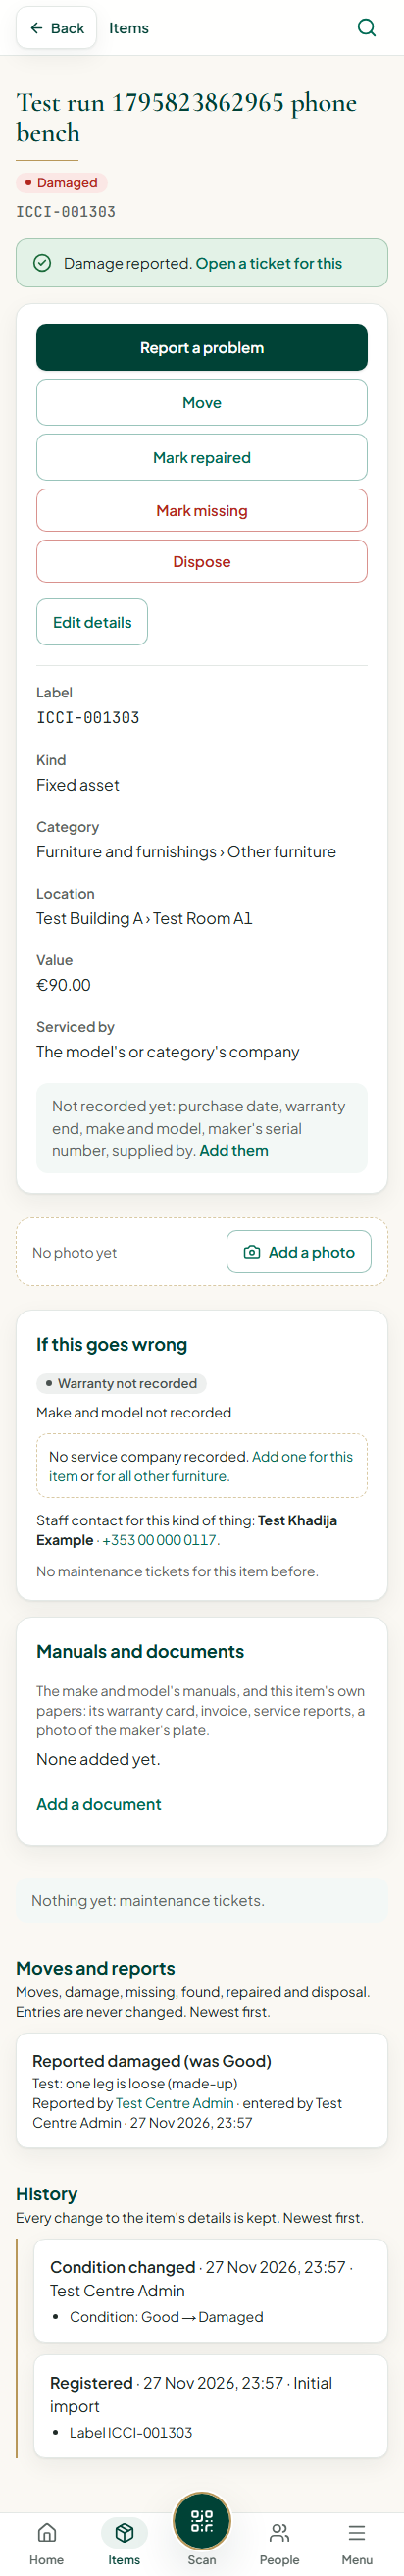 Back Items
Test run 1795823862965 phone
bench
Damaged
ICCI-001303
Damage reported. Open a ticket for this
Report a problem
Move
Mark repaired
Mark missing
Dispose
Edit details
Label
ICCI-001303
Kind
Fixed asset
Category
Furniture and furnishings › Other furniture
Location
Test Building A › Test Room A1
Value
€90.00
Serviced by
The model's or category's company
Not recorded yet: purchase date, warranty
end, make and model, maker's serial
number, supplied by. Add them
No photo yet
Add a photo
If this goes wrong
Warranty not recorded
Make and model not recorded
No service company recorded. Add one for this
item or for all other furniture.
Staff contact for this kind of thing: Test Khadija
Example · +353 00 000 0117.
No maintenance tickets for this item before.
Manuals and documents
The make and model's manuals, and this item's own
papers: its warranty card, invoice, service reports, a
photo of the maker's plate.
None added yet.
Add a document
Nothing yet: maintenance tickets.
Moves and reports
Moves, damage, missing, found, repaired and disposal.
Entries are never changed. Newest first.
Reported damaged (was Good)
Test: one leg is loose (made-up)
Reported by Test Centre Admin · entered by Test
Centre Admin · 27 Nov 2026, 23:57
History
Every change to the item's details is kept. Newest first.
Condition changed · 27 Nov 2026, 23:57 ·
Test Centre Admin
• Condition: Good → Damaged
Registered · 27 Nov 2026, 23:57 · Initial
import
• Label ICCI-001303
Home Items Scan People Menu